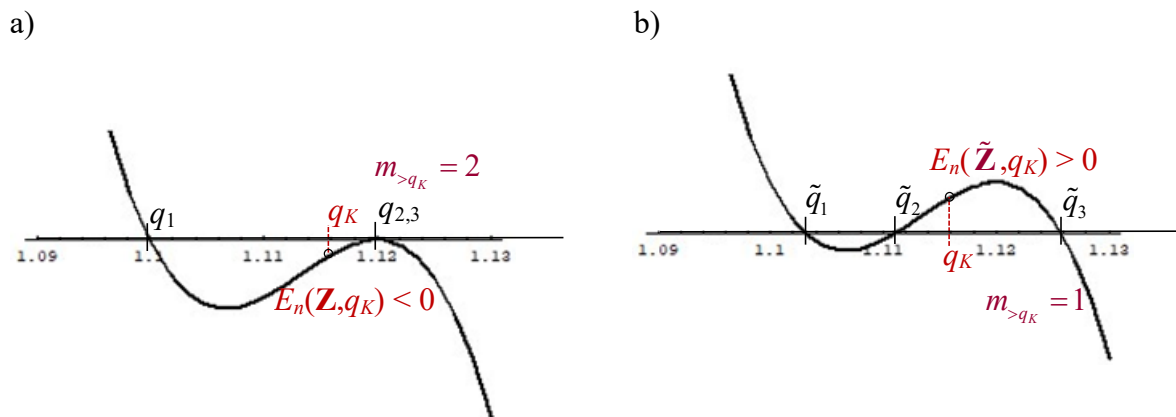 a)
m_{>q_K} = 2
q_1
q_K
q_{2,3}
1.09
1.1
1.11
1.12
1.13
E_n(Z,q_K) < 0
b)
E_n(Z̃,q_K) > 0
q̃_1
q̃_2
q̃_3
1.09
1.1
1.11
1.12
1.13
q_K
m_{>q_K} = 1